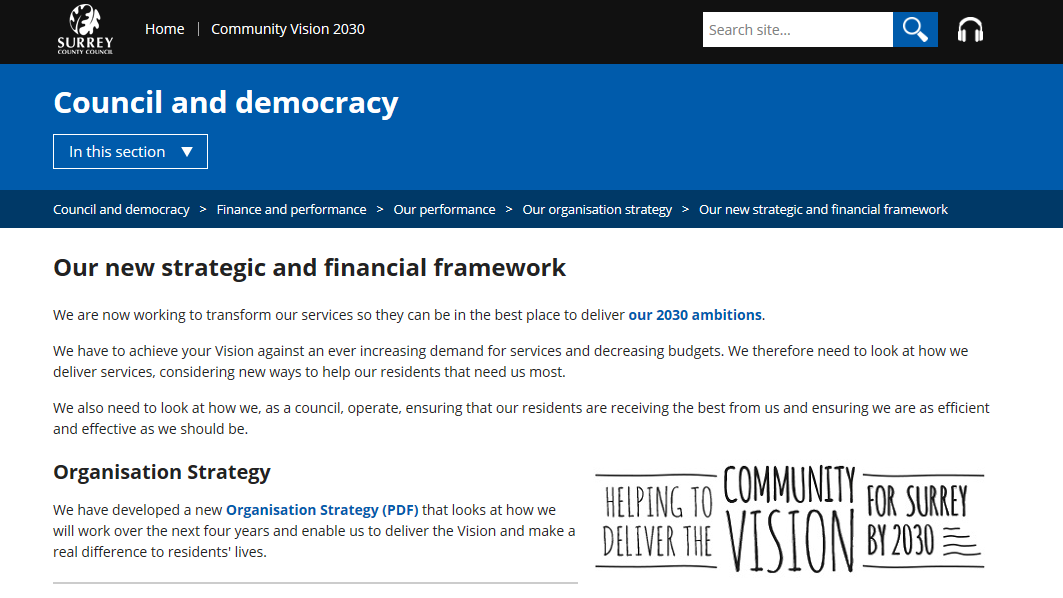 SURREY
COUNTY COUNCIL
Home | Community Vision 2030
Search site...
Council and democracy
In this section ▼
Council and democracy > Finance and performance > Our performance > Our organisation strategy > Our new strategic and financial framework
Our new strategic and financial framework
We are now working to transform our services so they can be in the best place to deliver our 2030 ambitions.
We have to achieve your Vision against an ever increasing demand for services and decreasing budgets. We therefore need to look at how we
deliver services, considering new ways to help our residents that need us most.
We also need to look at how we, as a council, operate, ensuring that our residents are receiving the best from us and ensuring we are as efficient
and effective as we should be.
Organisation Strategy
We have developed a new Organisation Strategy (PDF) that looks at how we
will work over the next four years and enable us to deliver the Vision and make a
real difference to residents' lives.
HELPING TO
DELIVER THE
COMMUNITY
VISION
FOR SURREY
BY 2030